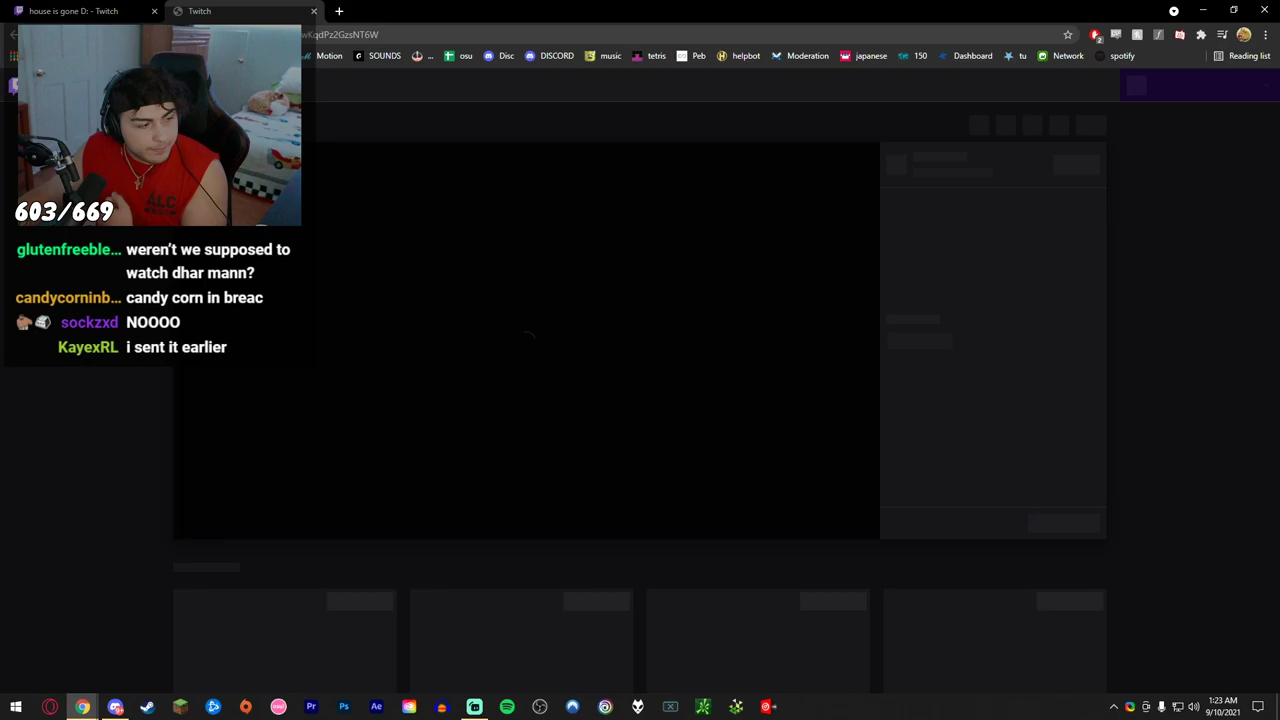 house is gone D: - Twitch
Twitch
wKqdPz2GzsNT6W
Motion
SOUNDS
...
osu
Disc
DISCORD
music
tetris
Peb
helpbot
Moderation
japanese
150
Dashboard
tu
Network
spotify
Reading list
ALC
603/669
glutenfreeble... weren't we supposed to
watch dhar mann?
candycorninb... candy corn in breac
sockzxd NOOOO
KayexRL i sent it earlier
1:23 AM
9/10/2021